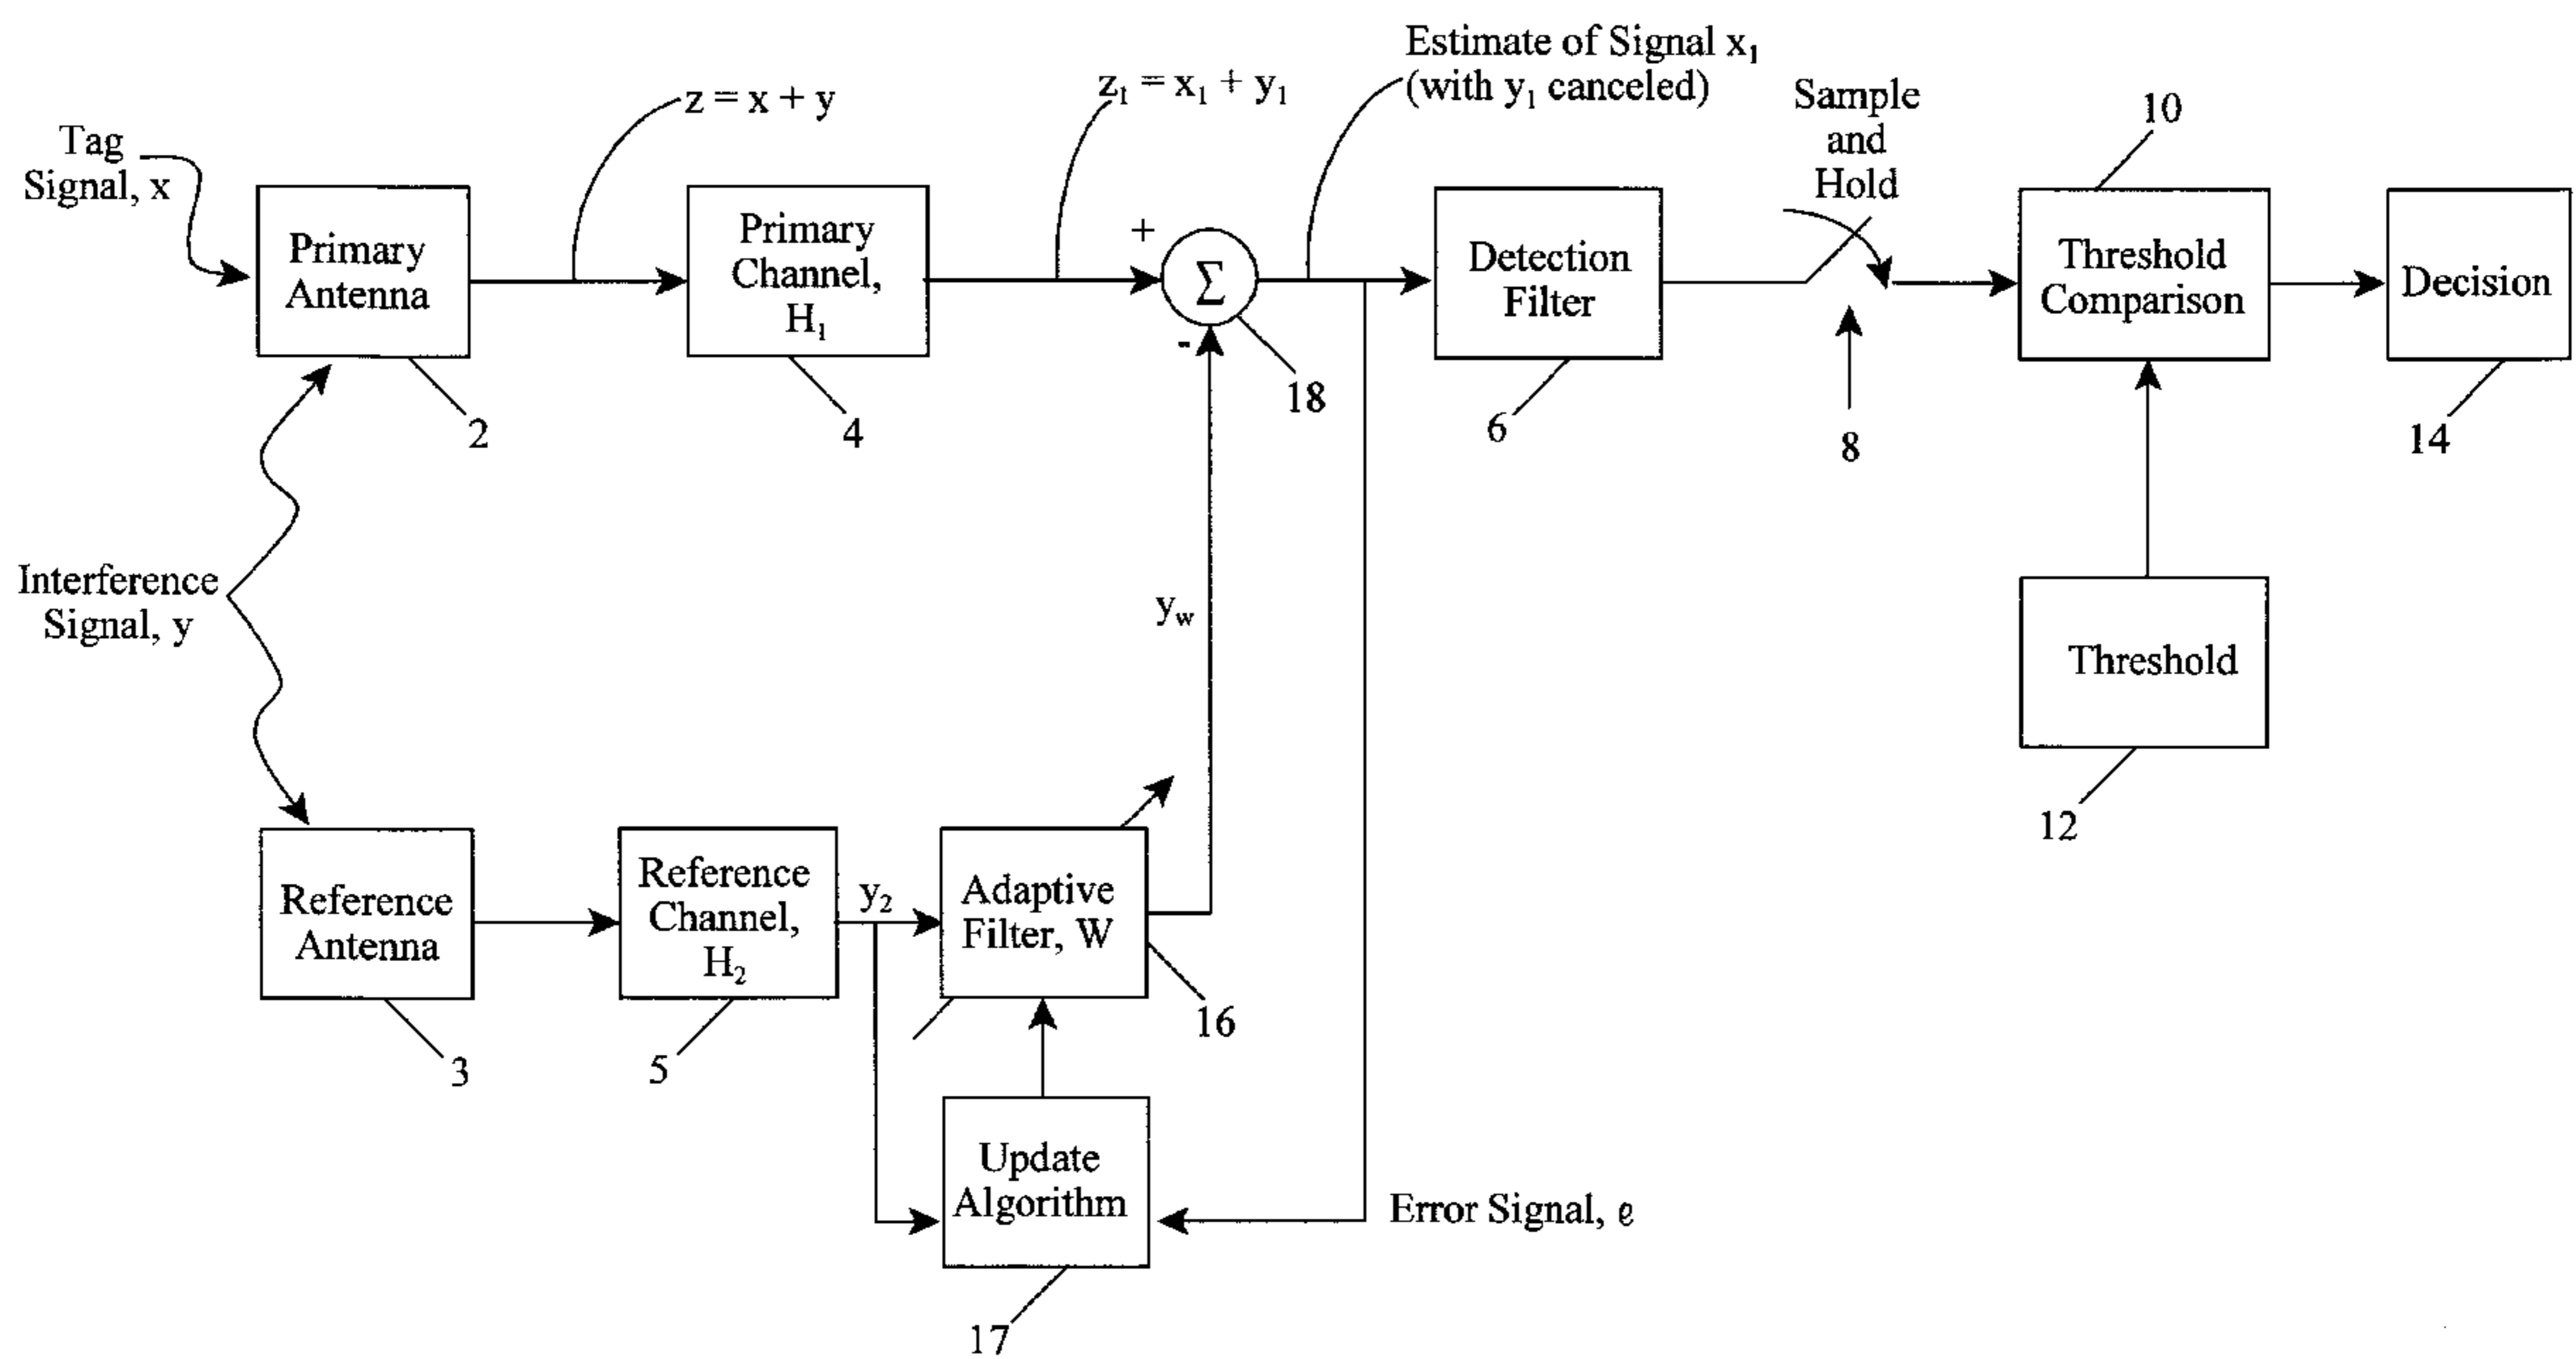 Estimate of Signal x₁
(with y₁ canceled)
z = x + y
z₁ = x₁ + y₁
Sample
and
Hold
10
Tag
Signal, x
Primary
Antenna
Primary
Channel,
H₁
+
Σ
-
Detection
Filter
Threshold
Comparison
Decision
2
4
18
6
8
14
Interference
Signal, y
y_w
Threshold
12
Reference
Antenna
Reference
Channel,
H₂
y₂
Adaptive
Filter, W
3
5
16
Update
Algorithm
Error Signal, e
17